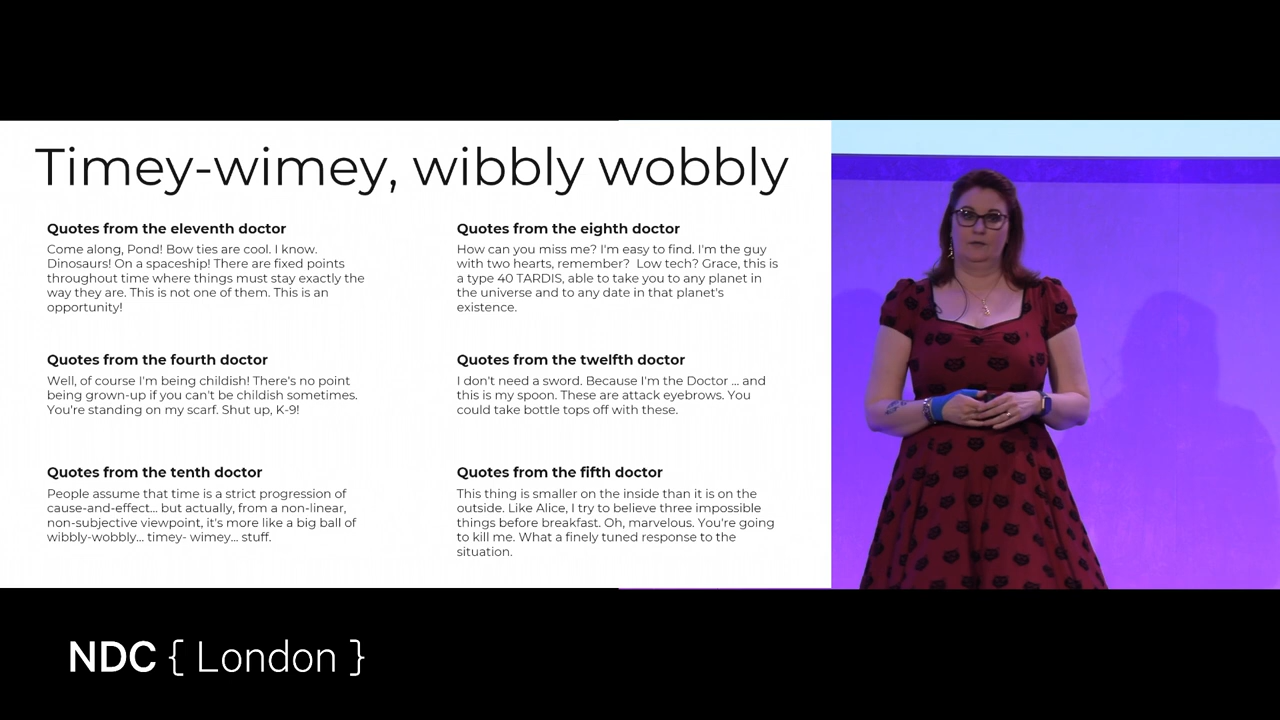 Timey-wimey, wibbly wobbly
Quotes from the eleventh doctor
Come along, Pond! Bow ties are cool. I know.
Dinosaurs! On a spaceship! There are fixed points
throughout time where things must stay exactly the
way they are. This is not one of them. This is an
opportunity!
Quotes from the eighth doctor
How can you miss me? I'm easy to find. I'm the guy
with two hearts, remember? Low tech? Grace, this is
a type 40 TARDIS, able to take you to any planet in
the universe and to any date in that planet's
existence.
Quotes from the fourth doctor
Well, of course I'm being childish! There's no point
being grown-up if you can't be childish sometimes.
You're standing on my scarf. Shut up, K-9!
Quotes from the twelfth doctor
I don't need a sword. Because I'm the Doctor ... and
this is my spoon. These are attack eyebrows. You
could take bottle tops off with these.
Quotes from the tenth doctor
People assume that time is a strict progression of
cause-and-effect... but actually, from a non-linear,
non-subjective viewpoint, it's more like a big ball of
wibbly-wobbly... timey- wimey... stuff.
Quotes from the fifth doctor
This thing is smaller on the inside than it is on the
outside. Like Alice, I try to believe three impossible
things before breakfast. Oh, marvelous. You're going
to kill me. What a finely tuned response to the
situation.
NDC { London }